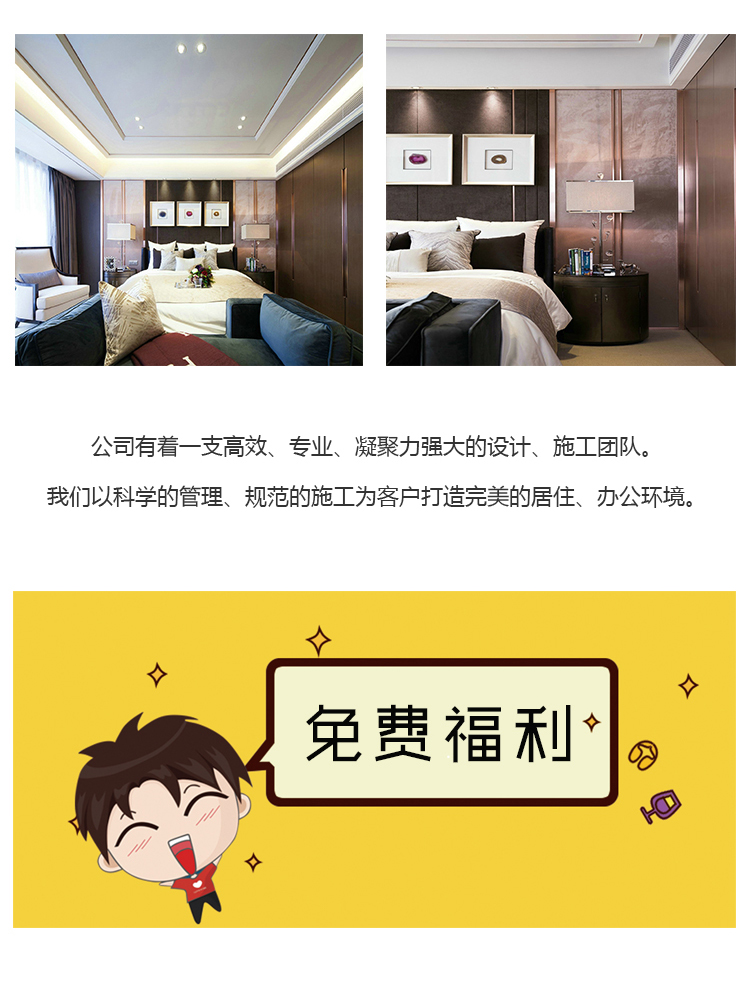 公司有着一支高效、专业、凝聚力强大的设计、施工团队。
我们以科学的管理、规范的施工为客户打造完美的居住、办公环境。
免费福利